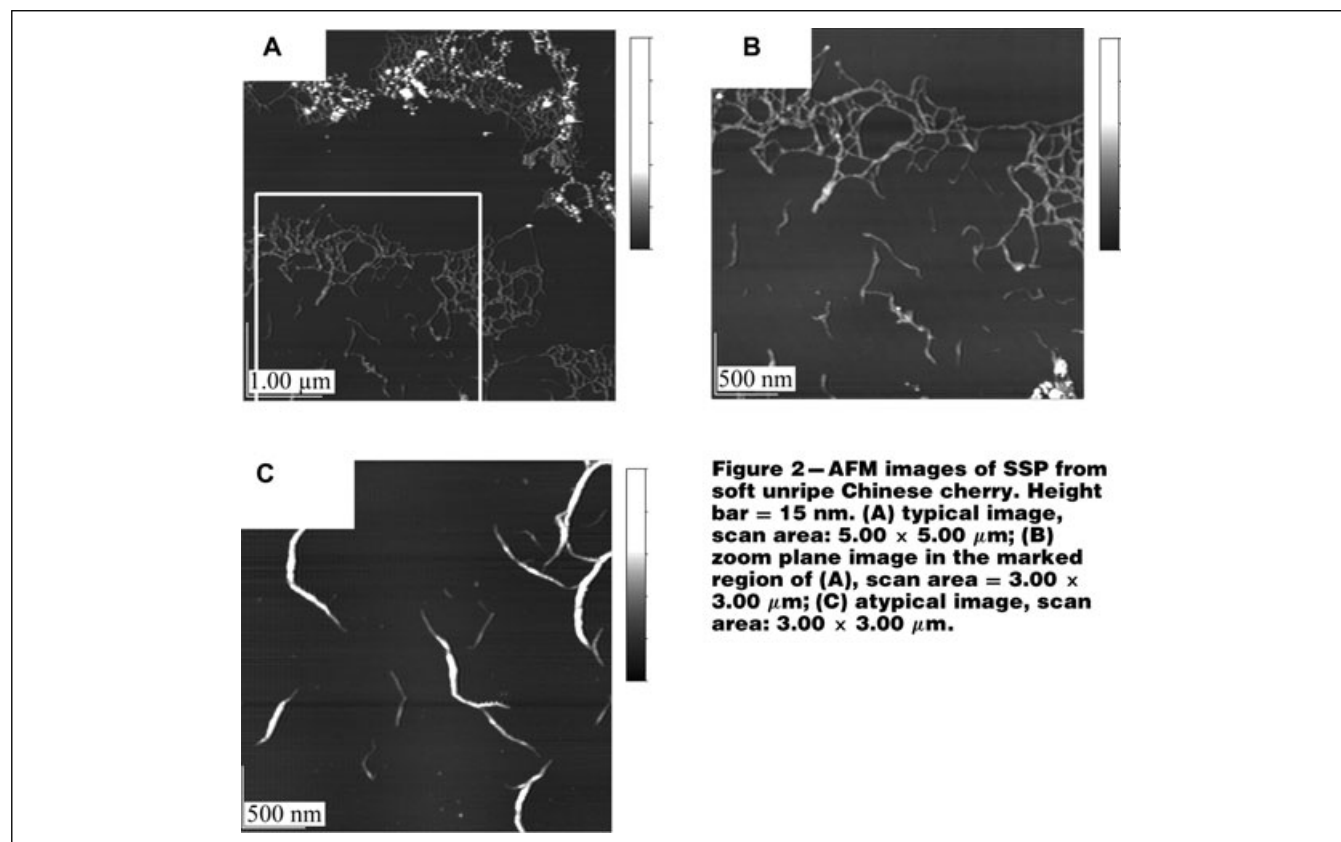 A
B
1.00 μm
500 nm
C
500 nm
Figure 2—AFM images of SSP from
soft unripe Chinese cherry. Height
bar = 15 nm. (A) typical image,
scan area: 5.00 × 5.00 μm; (B)
zoom plane image in the marked
region of (A), scan area = 3.00 ×
3.00 μm; (C) atypical image, scan
area: 3.00 × 3.00 μm.